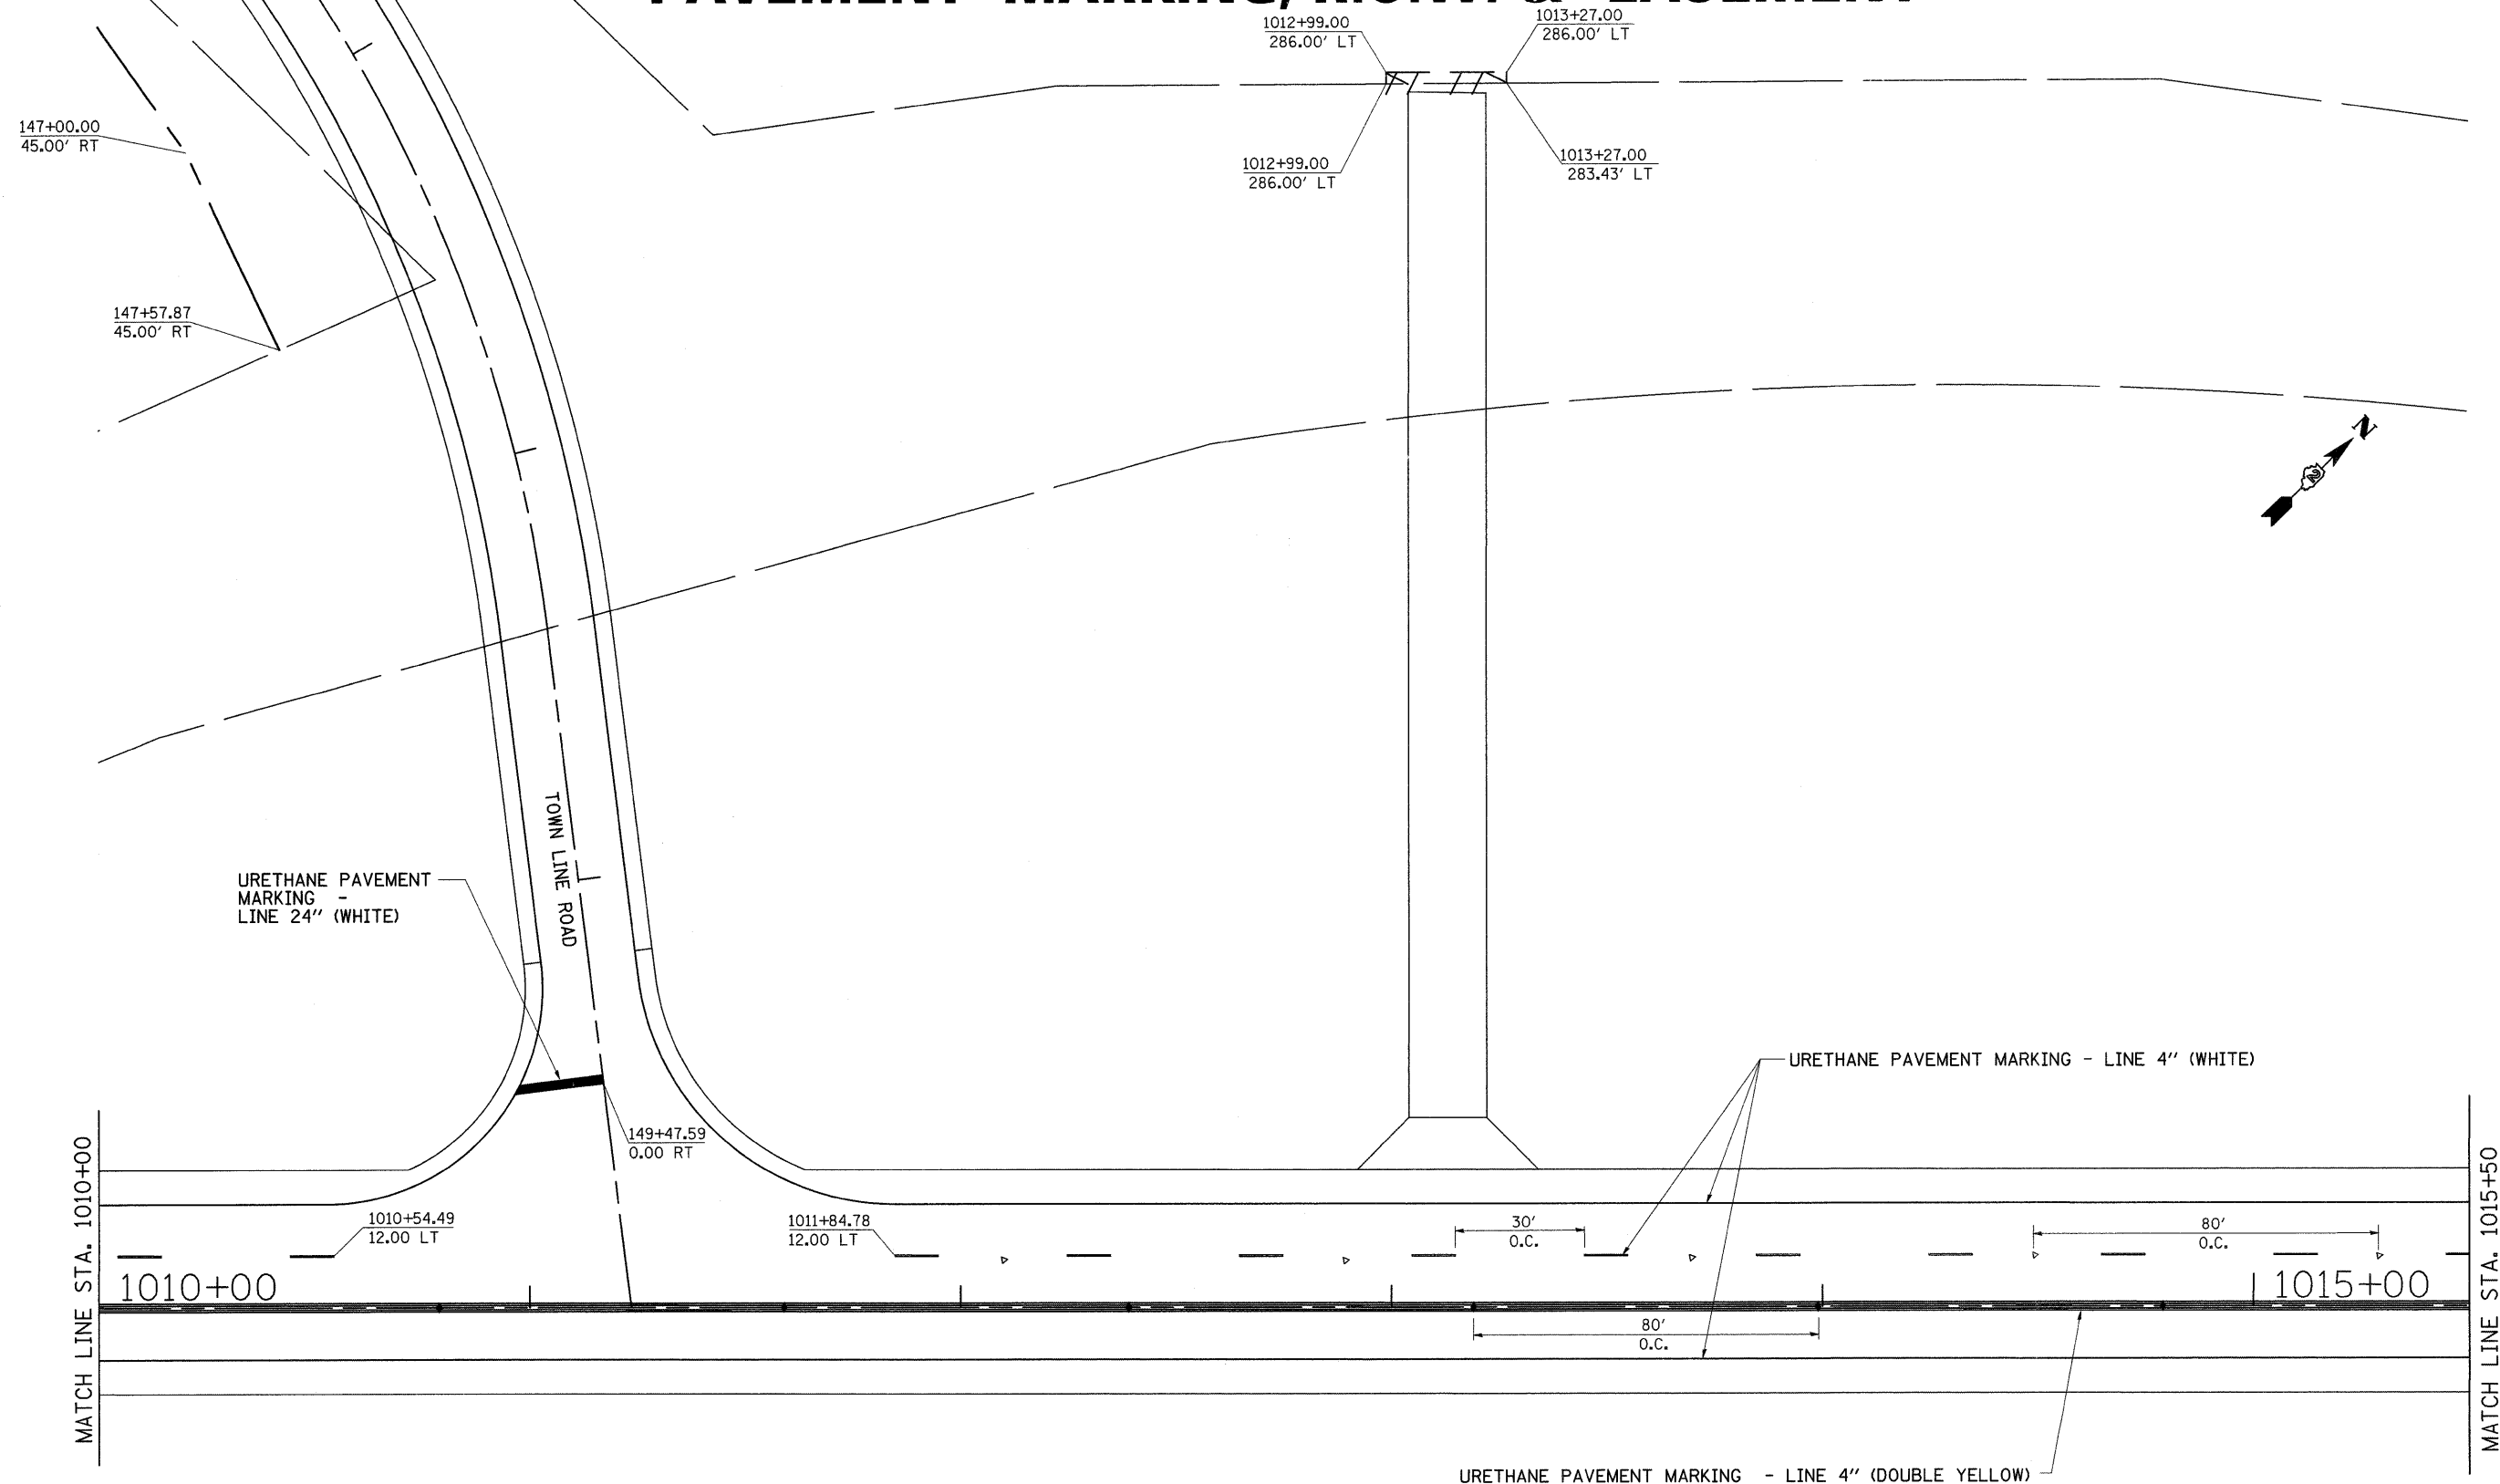 1012+99.00
286.00' LT
1013+27.00
286.00' LT
147+00.00
45.00' RT
1012+99.00
286.00' LT
1013+27.00
283.43' LT
147+57.87
45.00' RT
N
2
TOWN LINE ROAD
URETHANE PAVEMENT
MARKING -
LINE 24" (WHITE)
URETHANE PAVEMENT MARKING - LINE 4" (WHITE)
149+47.59
0.00 RT
MATCH LINE STA. 1010+00
1010+54.49
12.00 LT
1011+84.78
12.00 LT
30'
O.C.
80'
O.C.
1010+00
1015+00
80'
O.C.
MATCH LINE STA. 1015+50
URETHANE PAVEMENT MARKING - LINE 4" (DOUBLE YELLOW)